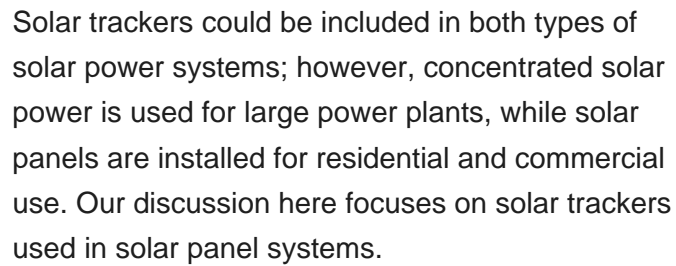 Solar trackers could be included in both types of
solar power systems; however, concentrated solar
power is used for large power plants, while solar
panels are installed for residential and commercial
use. Our discussion here focuses on solar trackers
used in solar panel systems.